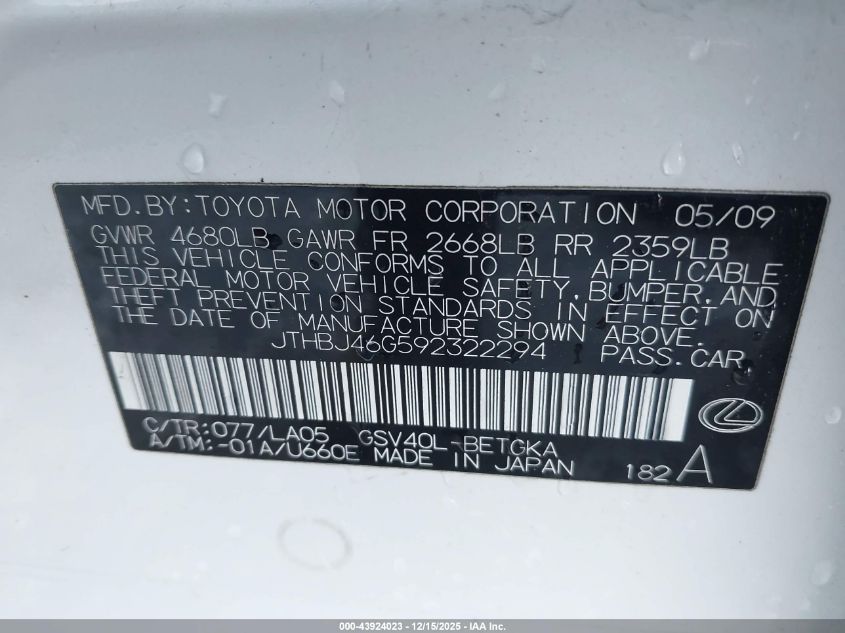 MFD.BY:TOYOTA MOTOR CORPORATION 05/09
GVWR 4680LB GAWR FR 2668LB RR 2359LB
THIS VEHICLE CONFORMS TO ALL APPLICABLE
FEDERAL MOTOR VEHICLE SAFETY,BUMPER,AND
THEFT PREVENTION STANDARDS IN EFFECT ON
THE DATE OF MANUFACTURE SHOWN ABOVE.
JTHBJ46G592322294 PASS.CAR
C/TR:077/LA05 GSV40L-BETGKA
A/TM:-01A/U660E MADE IN JAPAN 182A
000-43924023 - 12/15/2025 - IAA Inc.